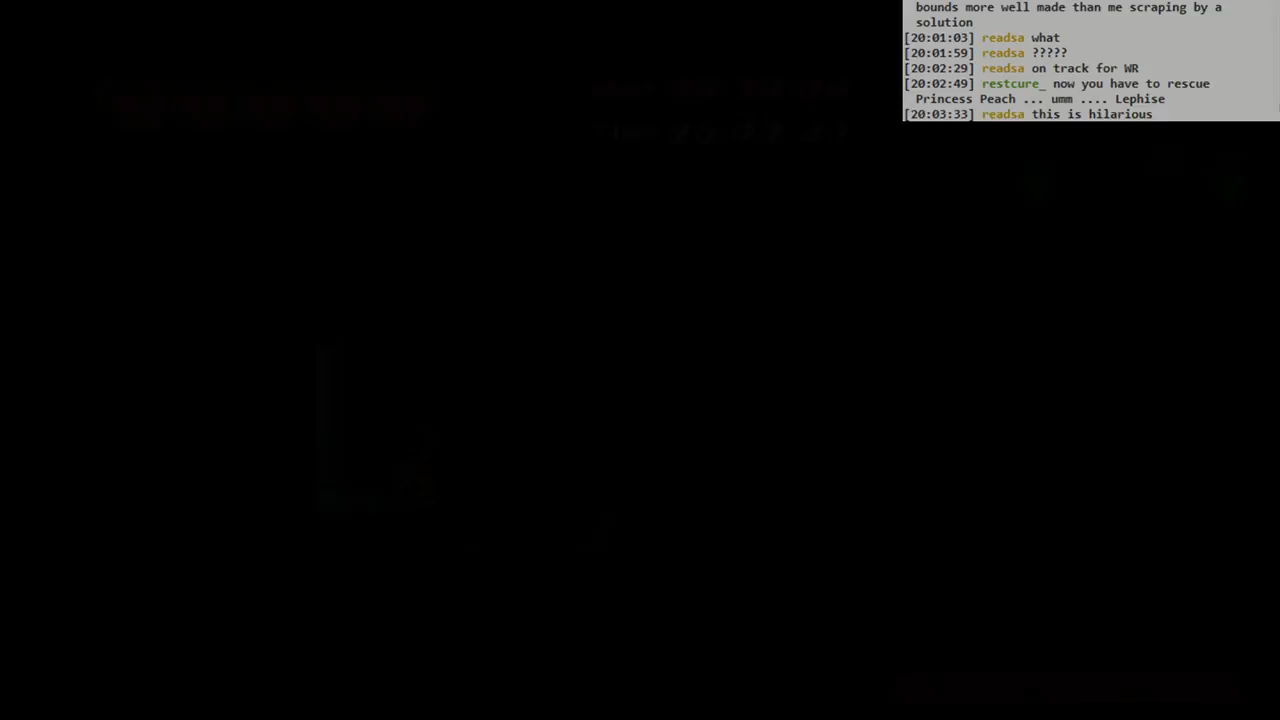 bounds more well made than me scraping by a
solution
[20:01:03] readsa what
[20:01:59] readsa ?????
[20:02:29] readsa on track for WR
[20:02:49] restcure_ now you have to rescue
Princess Peach ... umm .... Lephise
[20:03:33] readsa this is hilarious